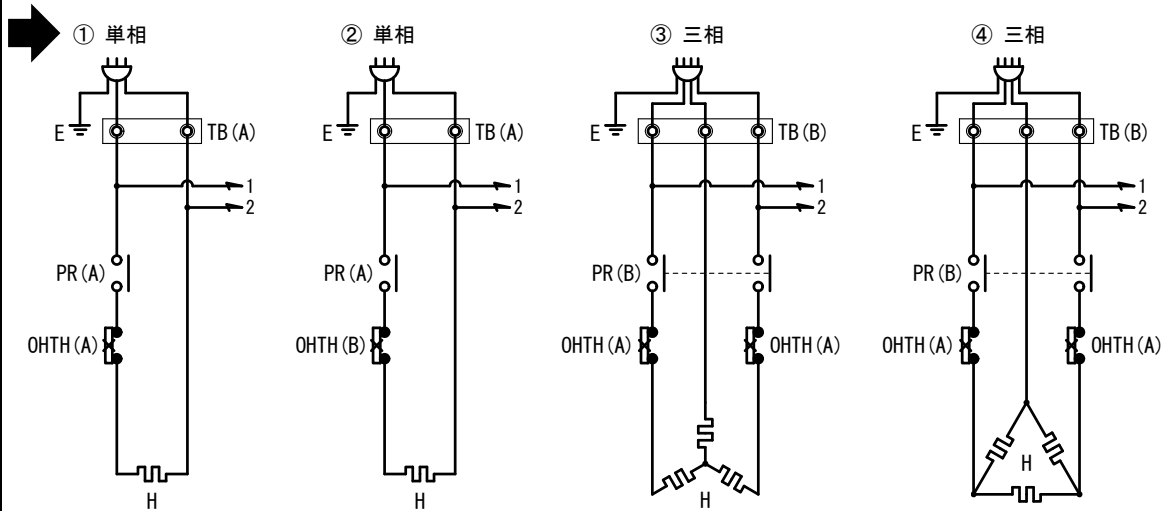 ① 単相
② 単相
③ 三相
④ 三相
E
TB(A)
E
TB(A)
E
TB(B)
E
TB(B)
1
2
1
2
1
2
1
2
PR(A)
PR(A)
PR(B)
PR(B)
OHTH(A)
OHTH(B)
OHTH(A)
OHTH(A)
OHTH(A)
OHTH(A)
H
H
H
H